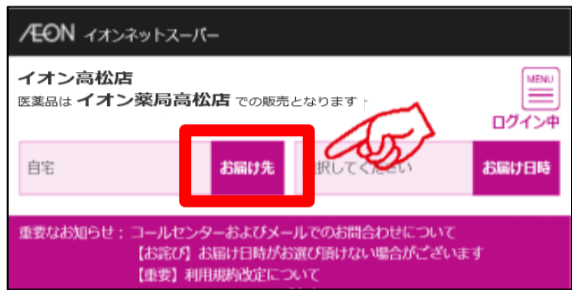 ÆON イオンネットスーパー
イオン高松店
医薬品は イオン薬局高松店 での販売となります
MENU
ログイン中
自宅 お届け先 択してください お届け日時
重要なお知らせ： コールセンターおよびメールでのお問合わせについて
【お詫び】お届け日時がお選び頂けない場合がございます
【重要】利用規約改定について